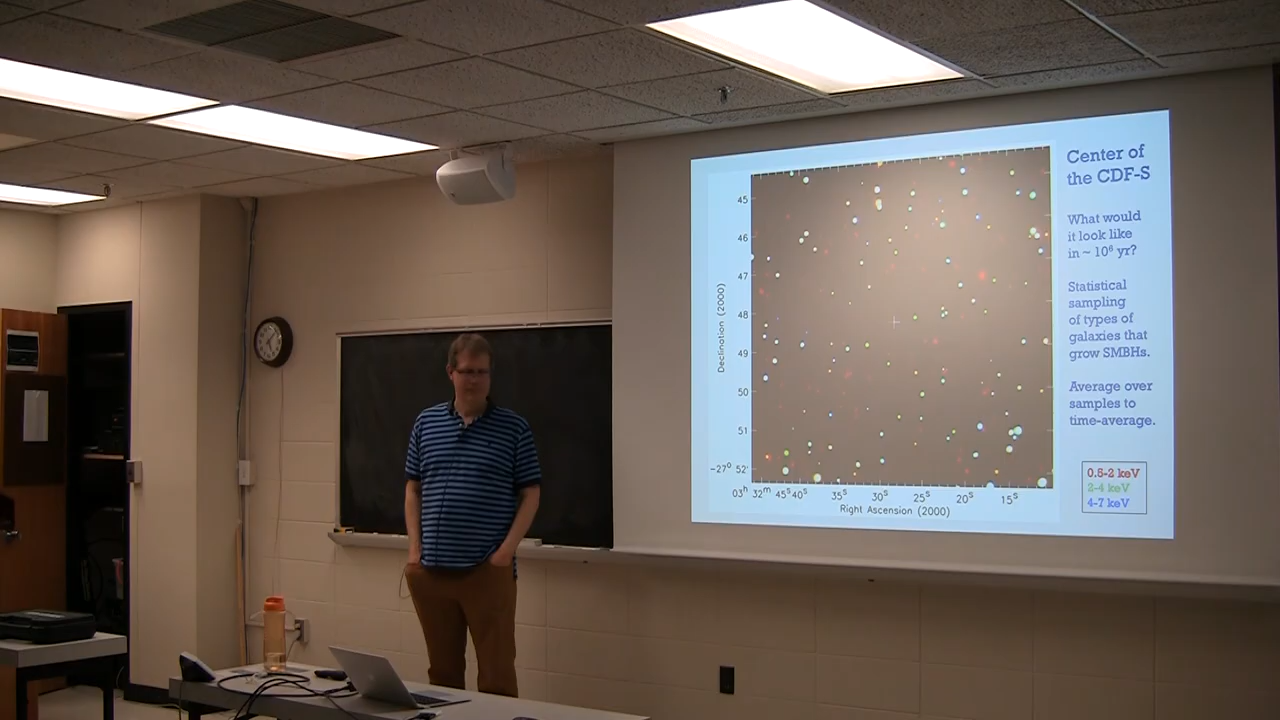 Center of
the CDF-S
What would
it look like
in ~ 10⁶ yr?
Statistical
sampling
of types of
galaxies that
grow SMBHs.
Average over
samples to
time-average.
0.5-2 keV
2-4 keV
4-7 keV
Declination (2000)
45
46
47
48
49
50
51
-27° 52'
03ʰ 32ᵐ 45ˢ 40ˢ 35ˢ 30ˢ 25ˢ 20ˢ 15ˢ
Right Ascension (2000)